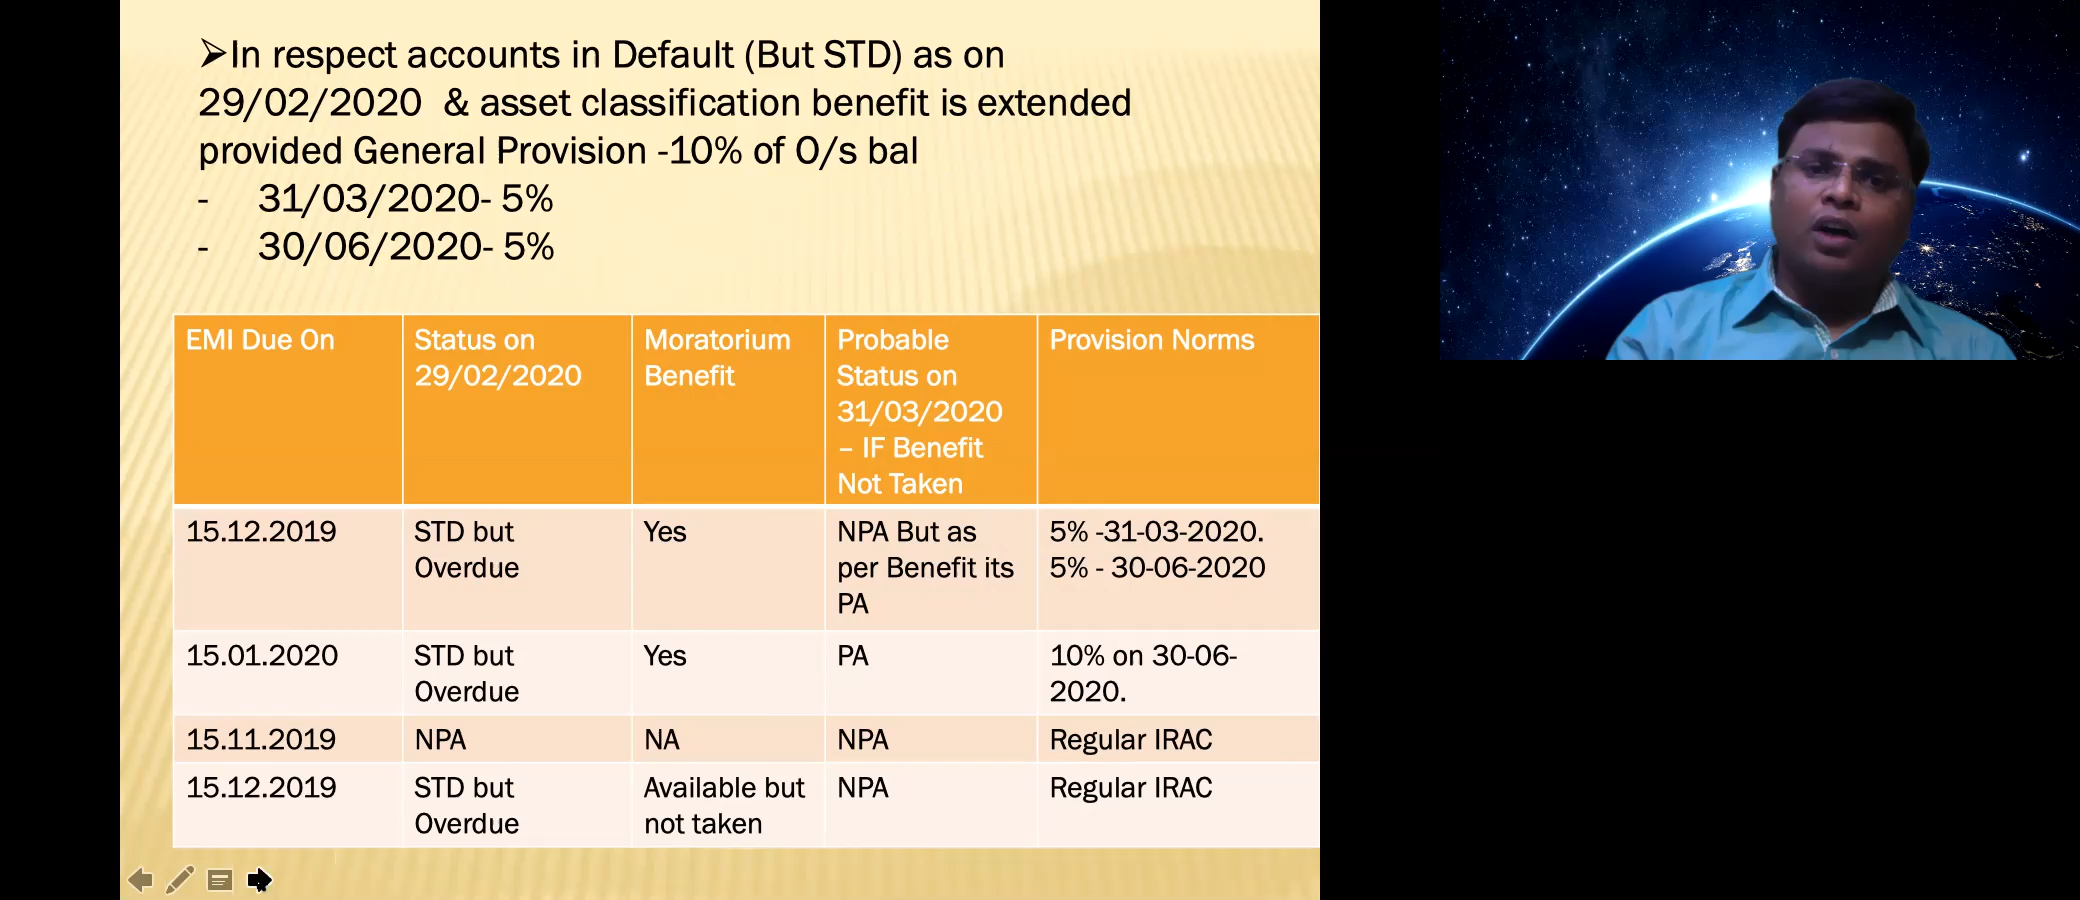 ➢In respect accounts in Default (But STD) as on
29/02/2020 & asset classification benefit is extended
provided General Provision -10% of O/s bal
- 31/03/2020- 5%
- 30/06/2020- 5%
EMI Due On
Status on
29/02/2020
Moratorium
Benefit
Probable
Status on
31/03/2020
– IF Benefit
Not Taken
Provision Norms
15.12.2019
STD but
Overdue
Yes
NPA But as
per Benefit its
PA
5% -31-03-2020.
5% - 30-06-2020
15.01.2020
STD but
Overdue
Yes
PA
10% on 30-06-
2020.
15.11.2019
NPA
NA
NPA
Regular IRAC
15.12.2019
STD but
Overdue
Available but
not taken
NPA
Regular IRAC